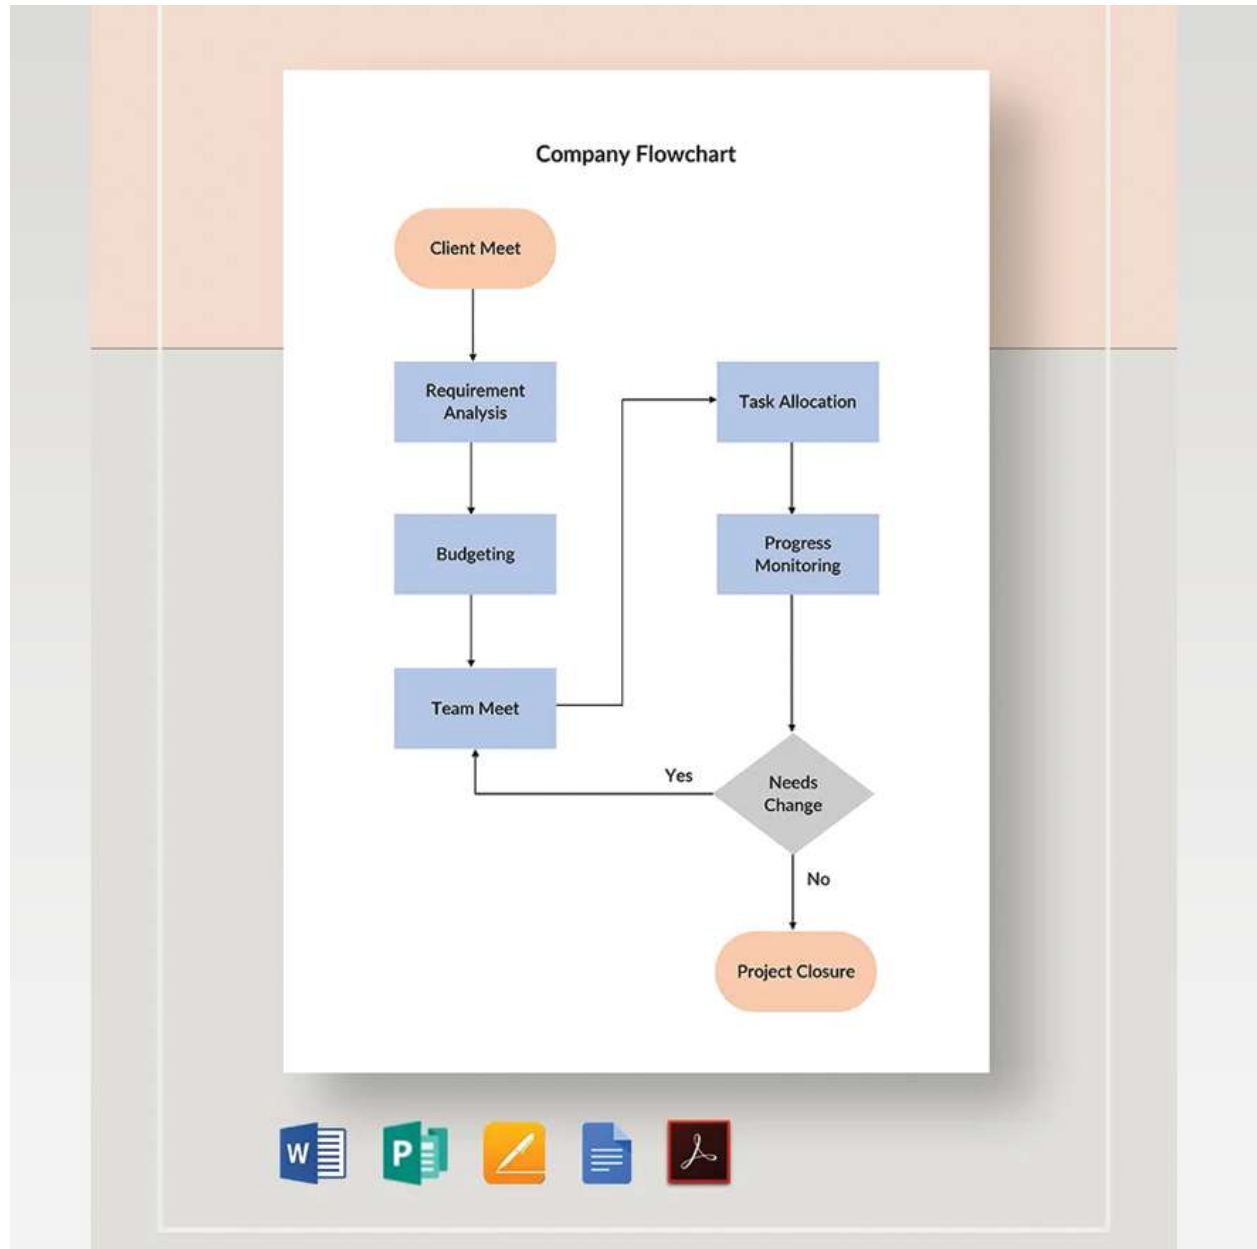 Company Flowchart
Client Meet
Requirement
Analysis
Budgeting
Team Meet
Task Allocation
Progress
Monitoring
Needs
Change
Yes
No
Project Closure
W
P